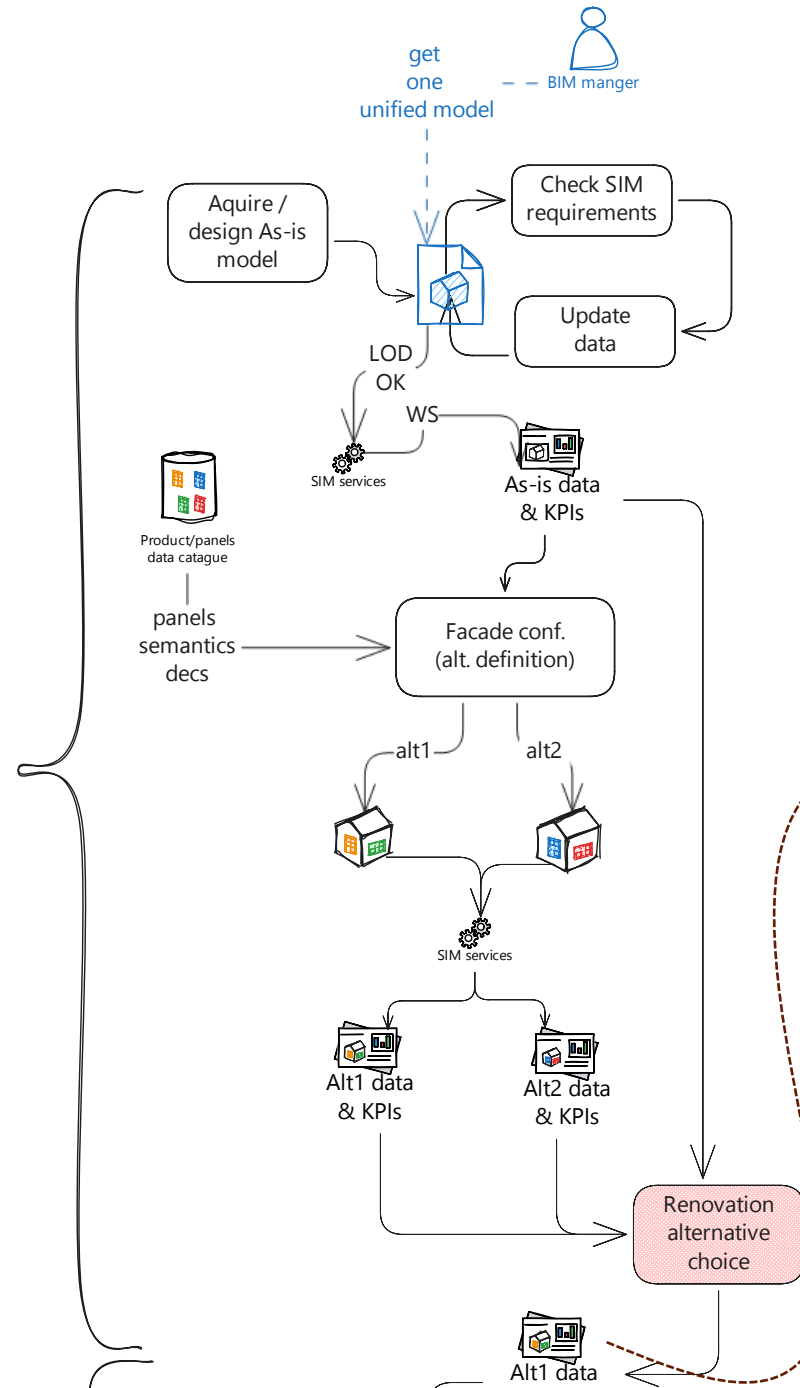 get
one
unified model
BIM manger
Aquire /
design As-is
model
Check SIM
requirements
Update
data
LOD
OK
WS
SIM services
As-is data
& KPIs
Product/panels
data catague
panels
semantics
decs
Facade conf.
(alt. definition)
alt1
alt2
SIM services
Alt1 data
& KPIs
Alt2 data
& KPIs
Renovation
alternative
choice
Alt1 data